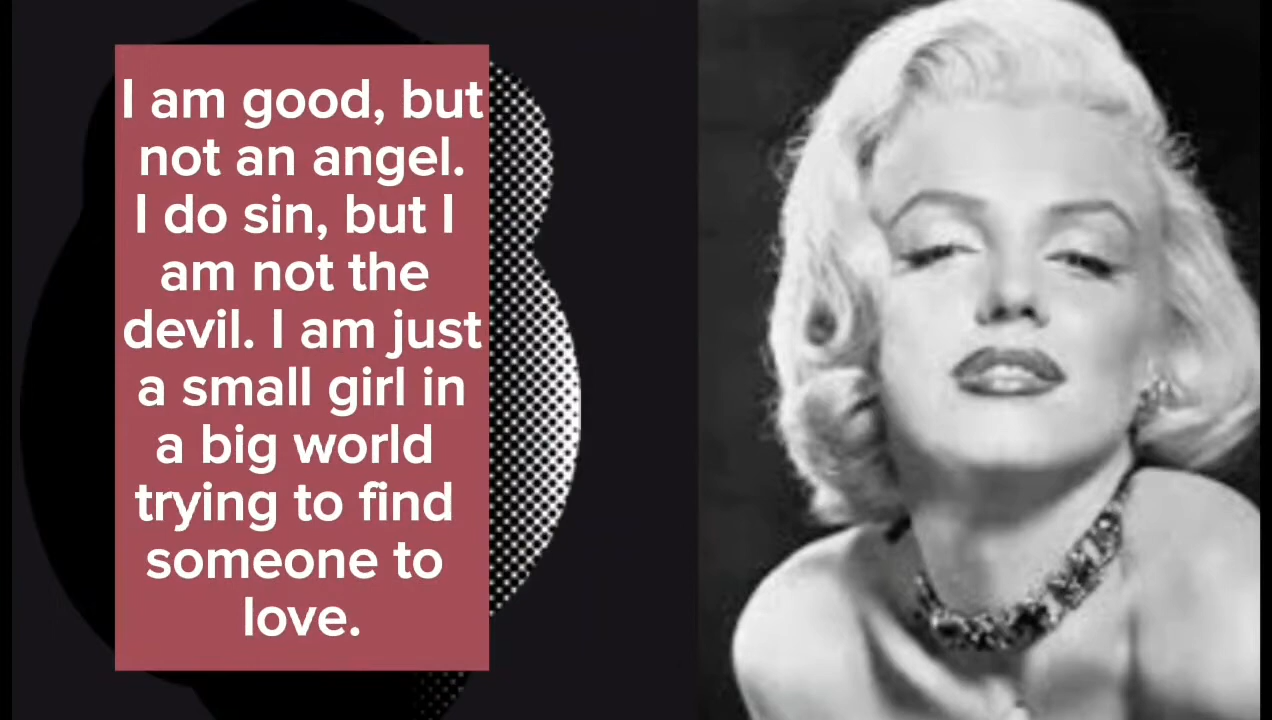 I am good, but
not an angel.
I do sin, but I
am not the
devil. I am just
a small girl in
a big world
trying to find
someone to
love.